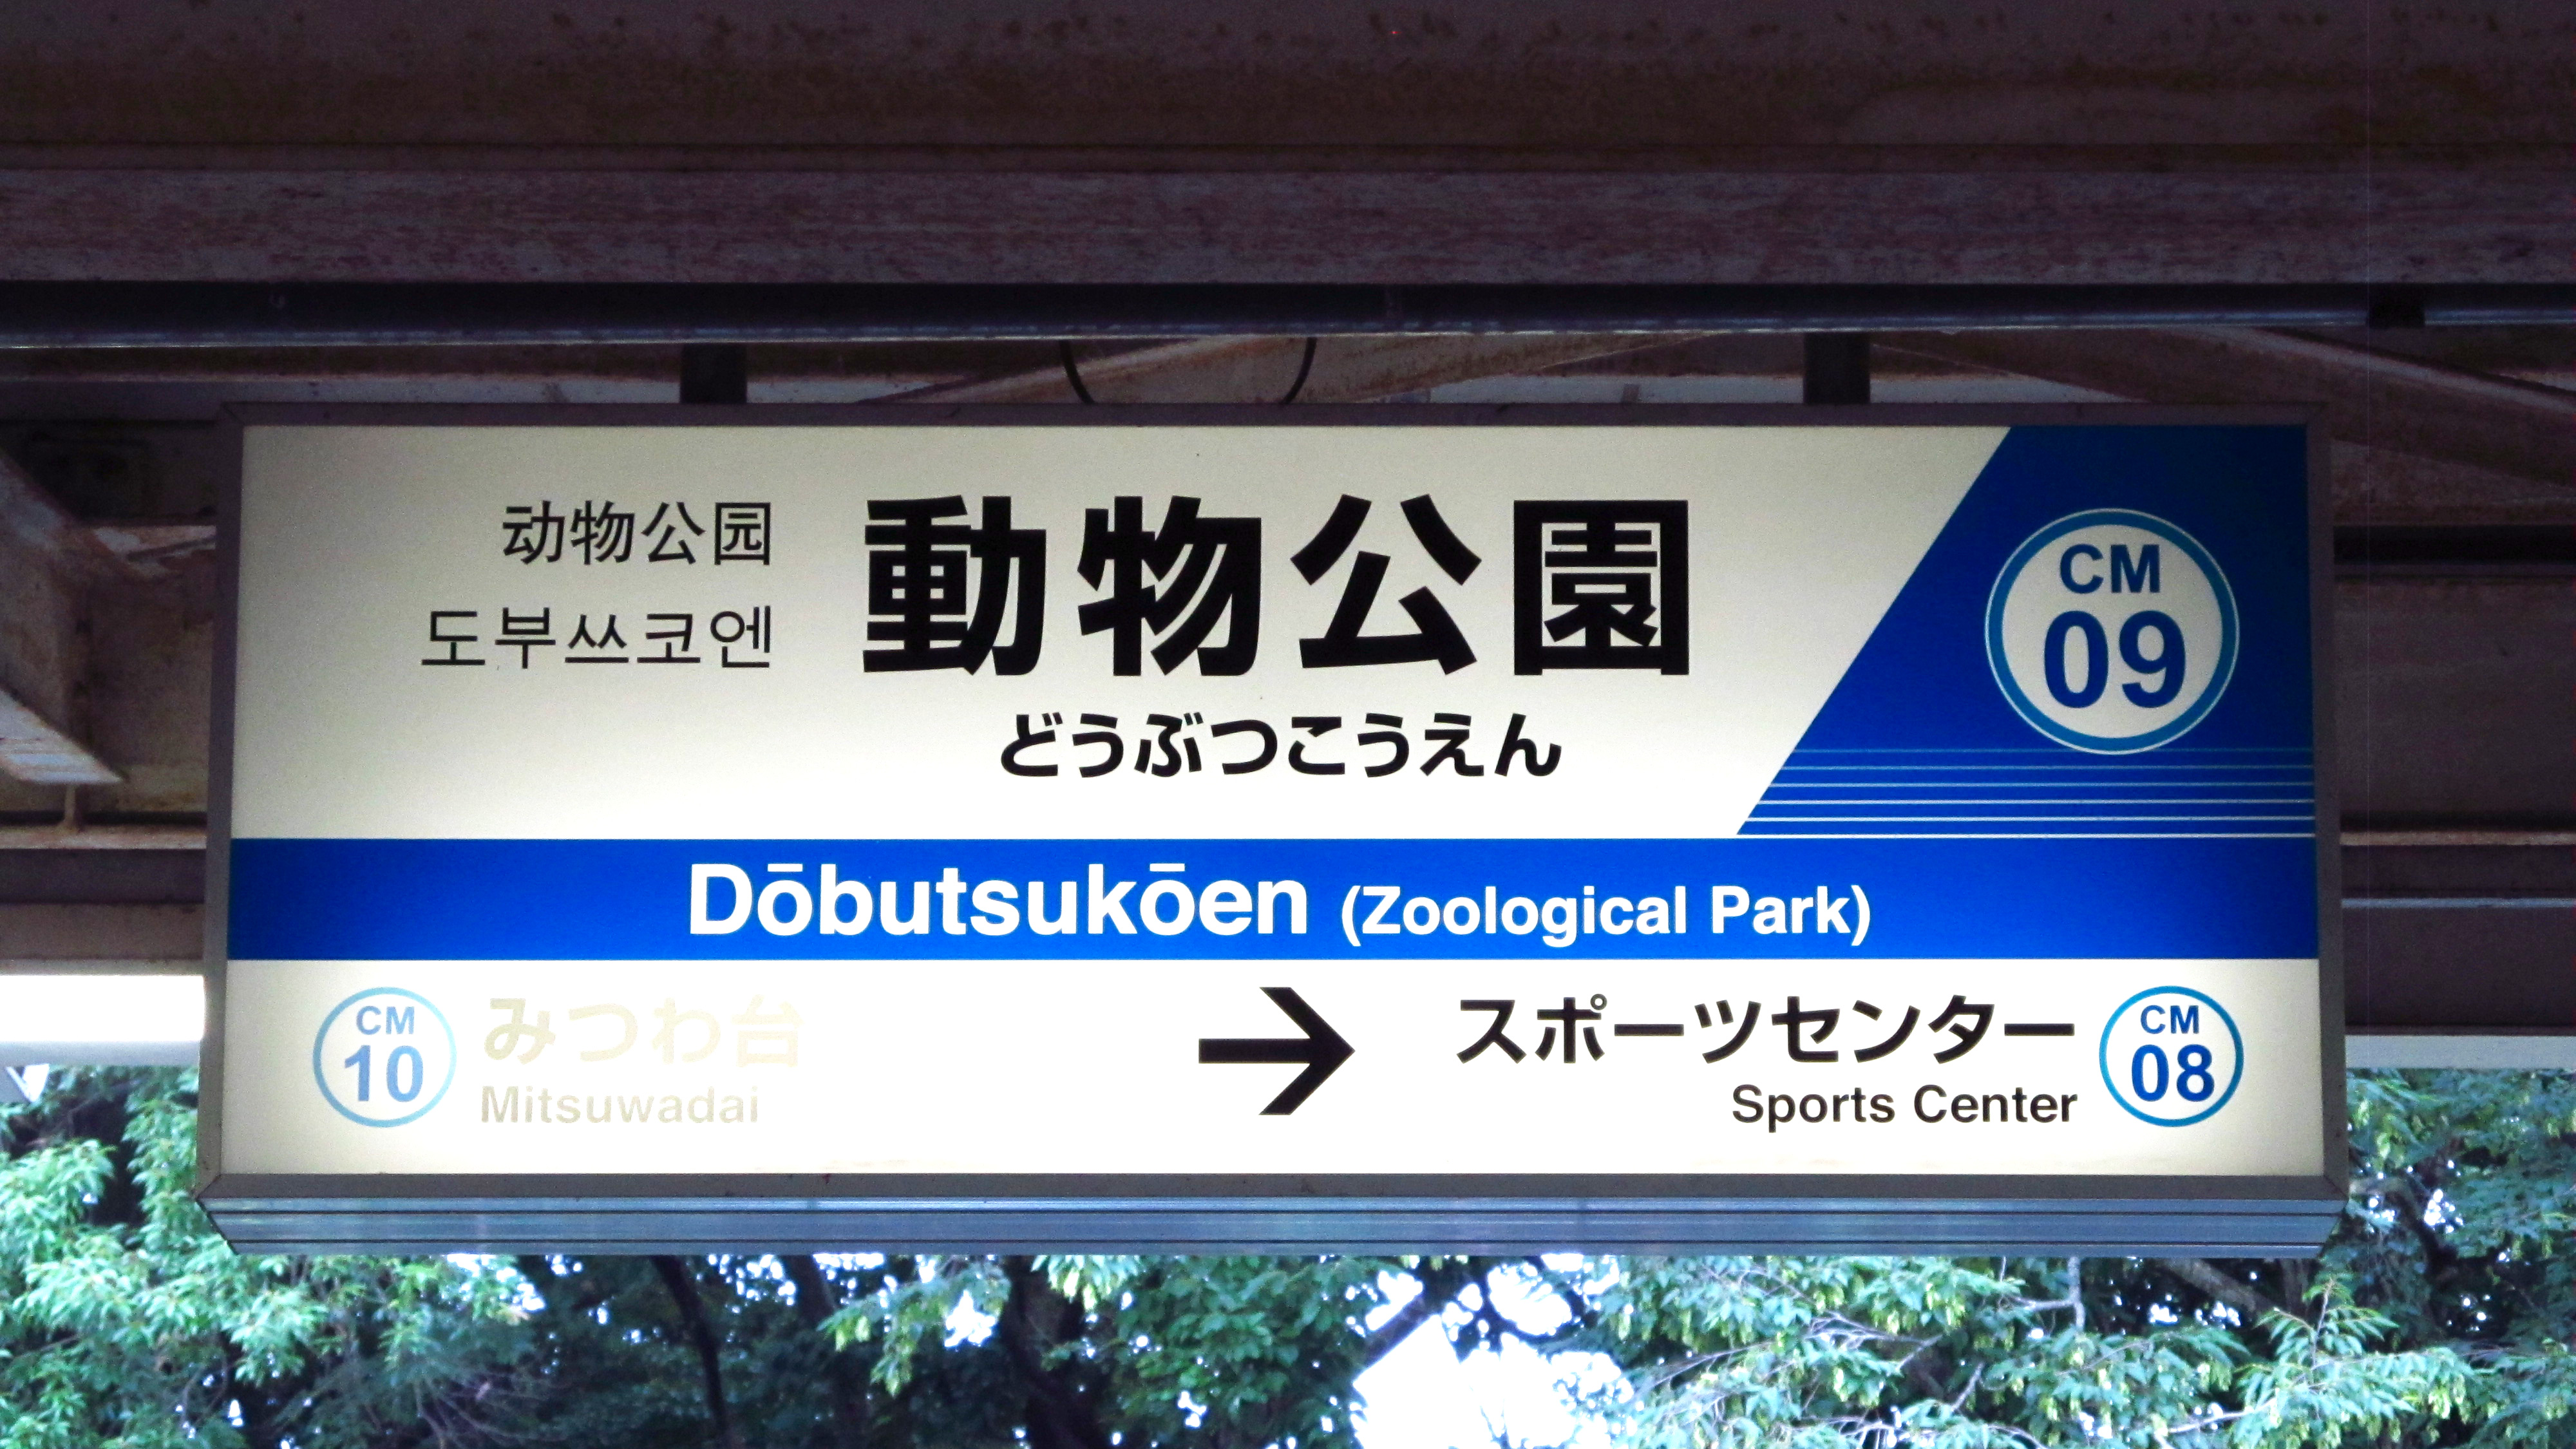 动物公园
도부쓰코엔
動物公園
どうぶつこうえん
CM
09
Dōbutsukōen (Zoological Park)
CM
10
みつわ台
Mitsuwadai
→
スポーツセンター
Sports Center
CM
08